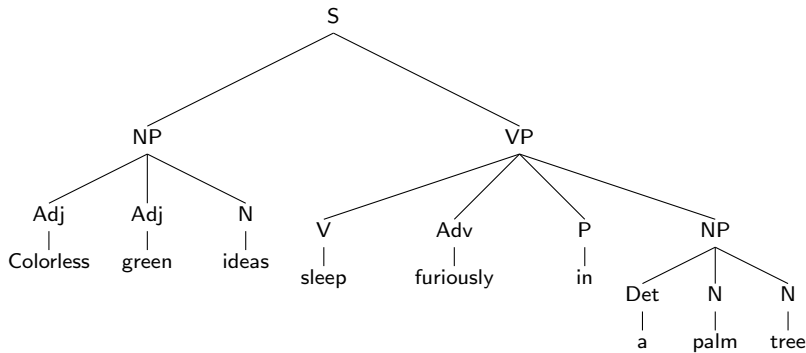 S
NP VP
Adj Adj N
Colorless green ideas
V Adv P NP
sleep furiously in
Det N N
a palm tree